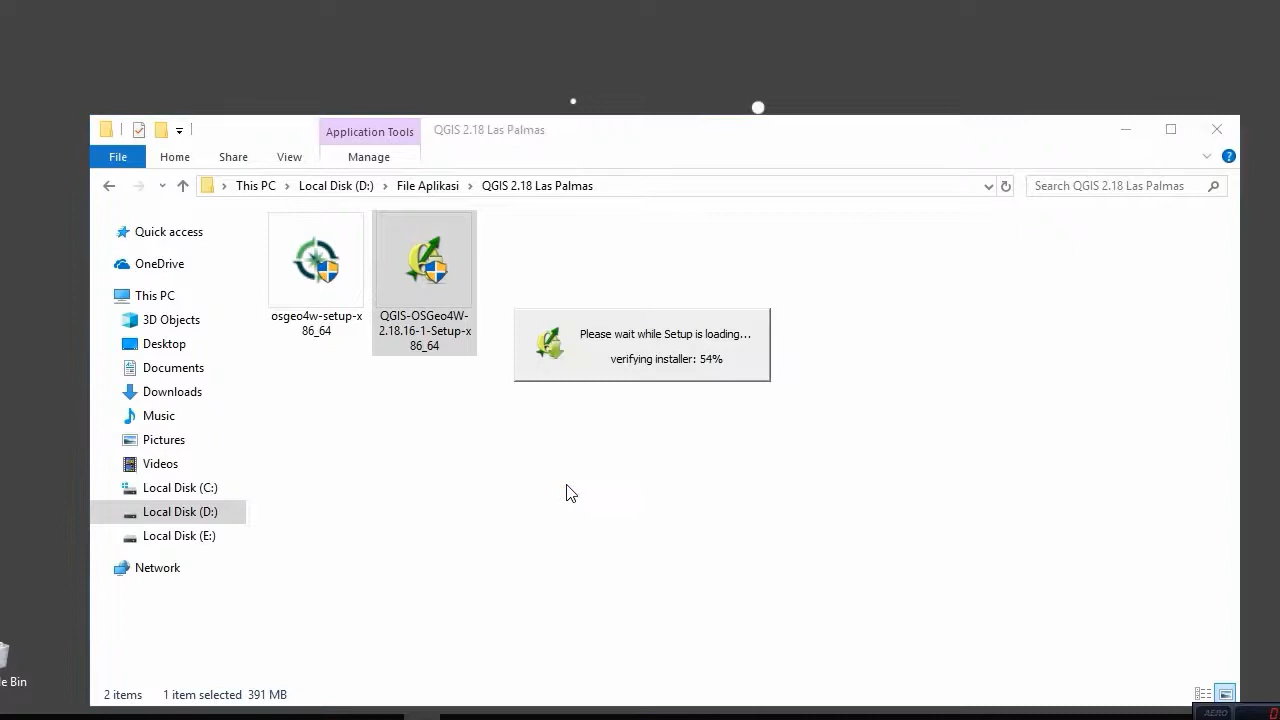 Application Tools
QGIS 2.18 Las Palmas
File
Home
Share
View
Manage
This PC
Local Disk (D:)
File Aplikasi
QGIS 2.18 Las Palmas
Search QGIS 2.18 Las Palmas
Quick access
OneDrive
This PC
3D Objects
Desktop
Documents
Downloads
Music
Pictures
Videos
Local Disk (C:)
Local Disk (D:)
Local Disk (E:)
Network
osgeo4w-setup-x
86_64
QGIS-OSGeo4W-
2.18.16-1-Setup-x
86_64
Please wait while Setup is loading...
verifying installer: 54%
le Bin
2 items
1 item selected 391 MB
AERO